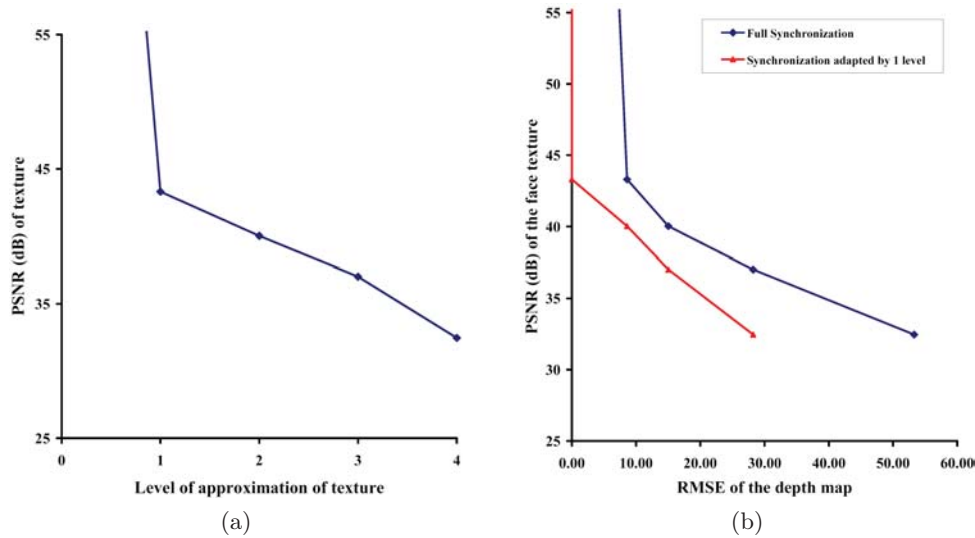 55
45
35
25
PSNR (dB) of texture
0 1 2 3 4
Level of approximation of texture
(a)
55
50
45
40
35
30
25
PSNR (dB) of the face texture
Full Synchronization
Synchronization adapted by 1 level
0.00 10.00 20.00 30.00 40.00 50.00 60.00
RMSE of the depth map
(b)